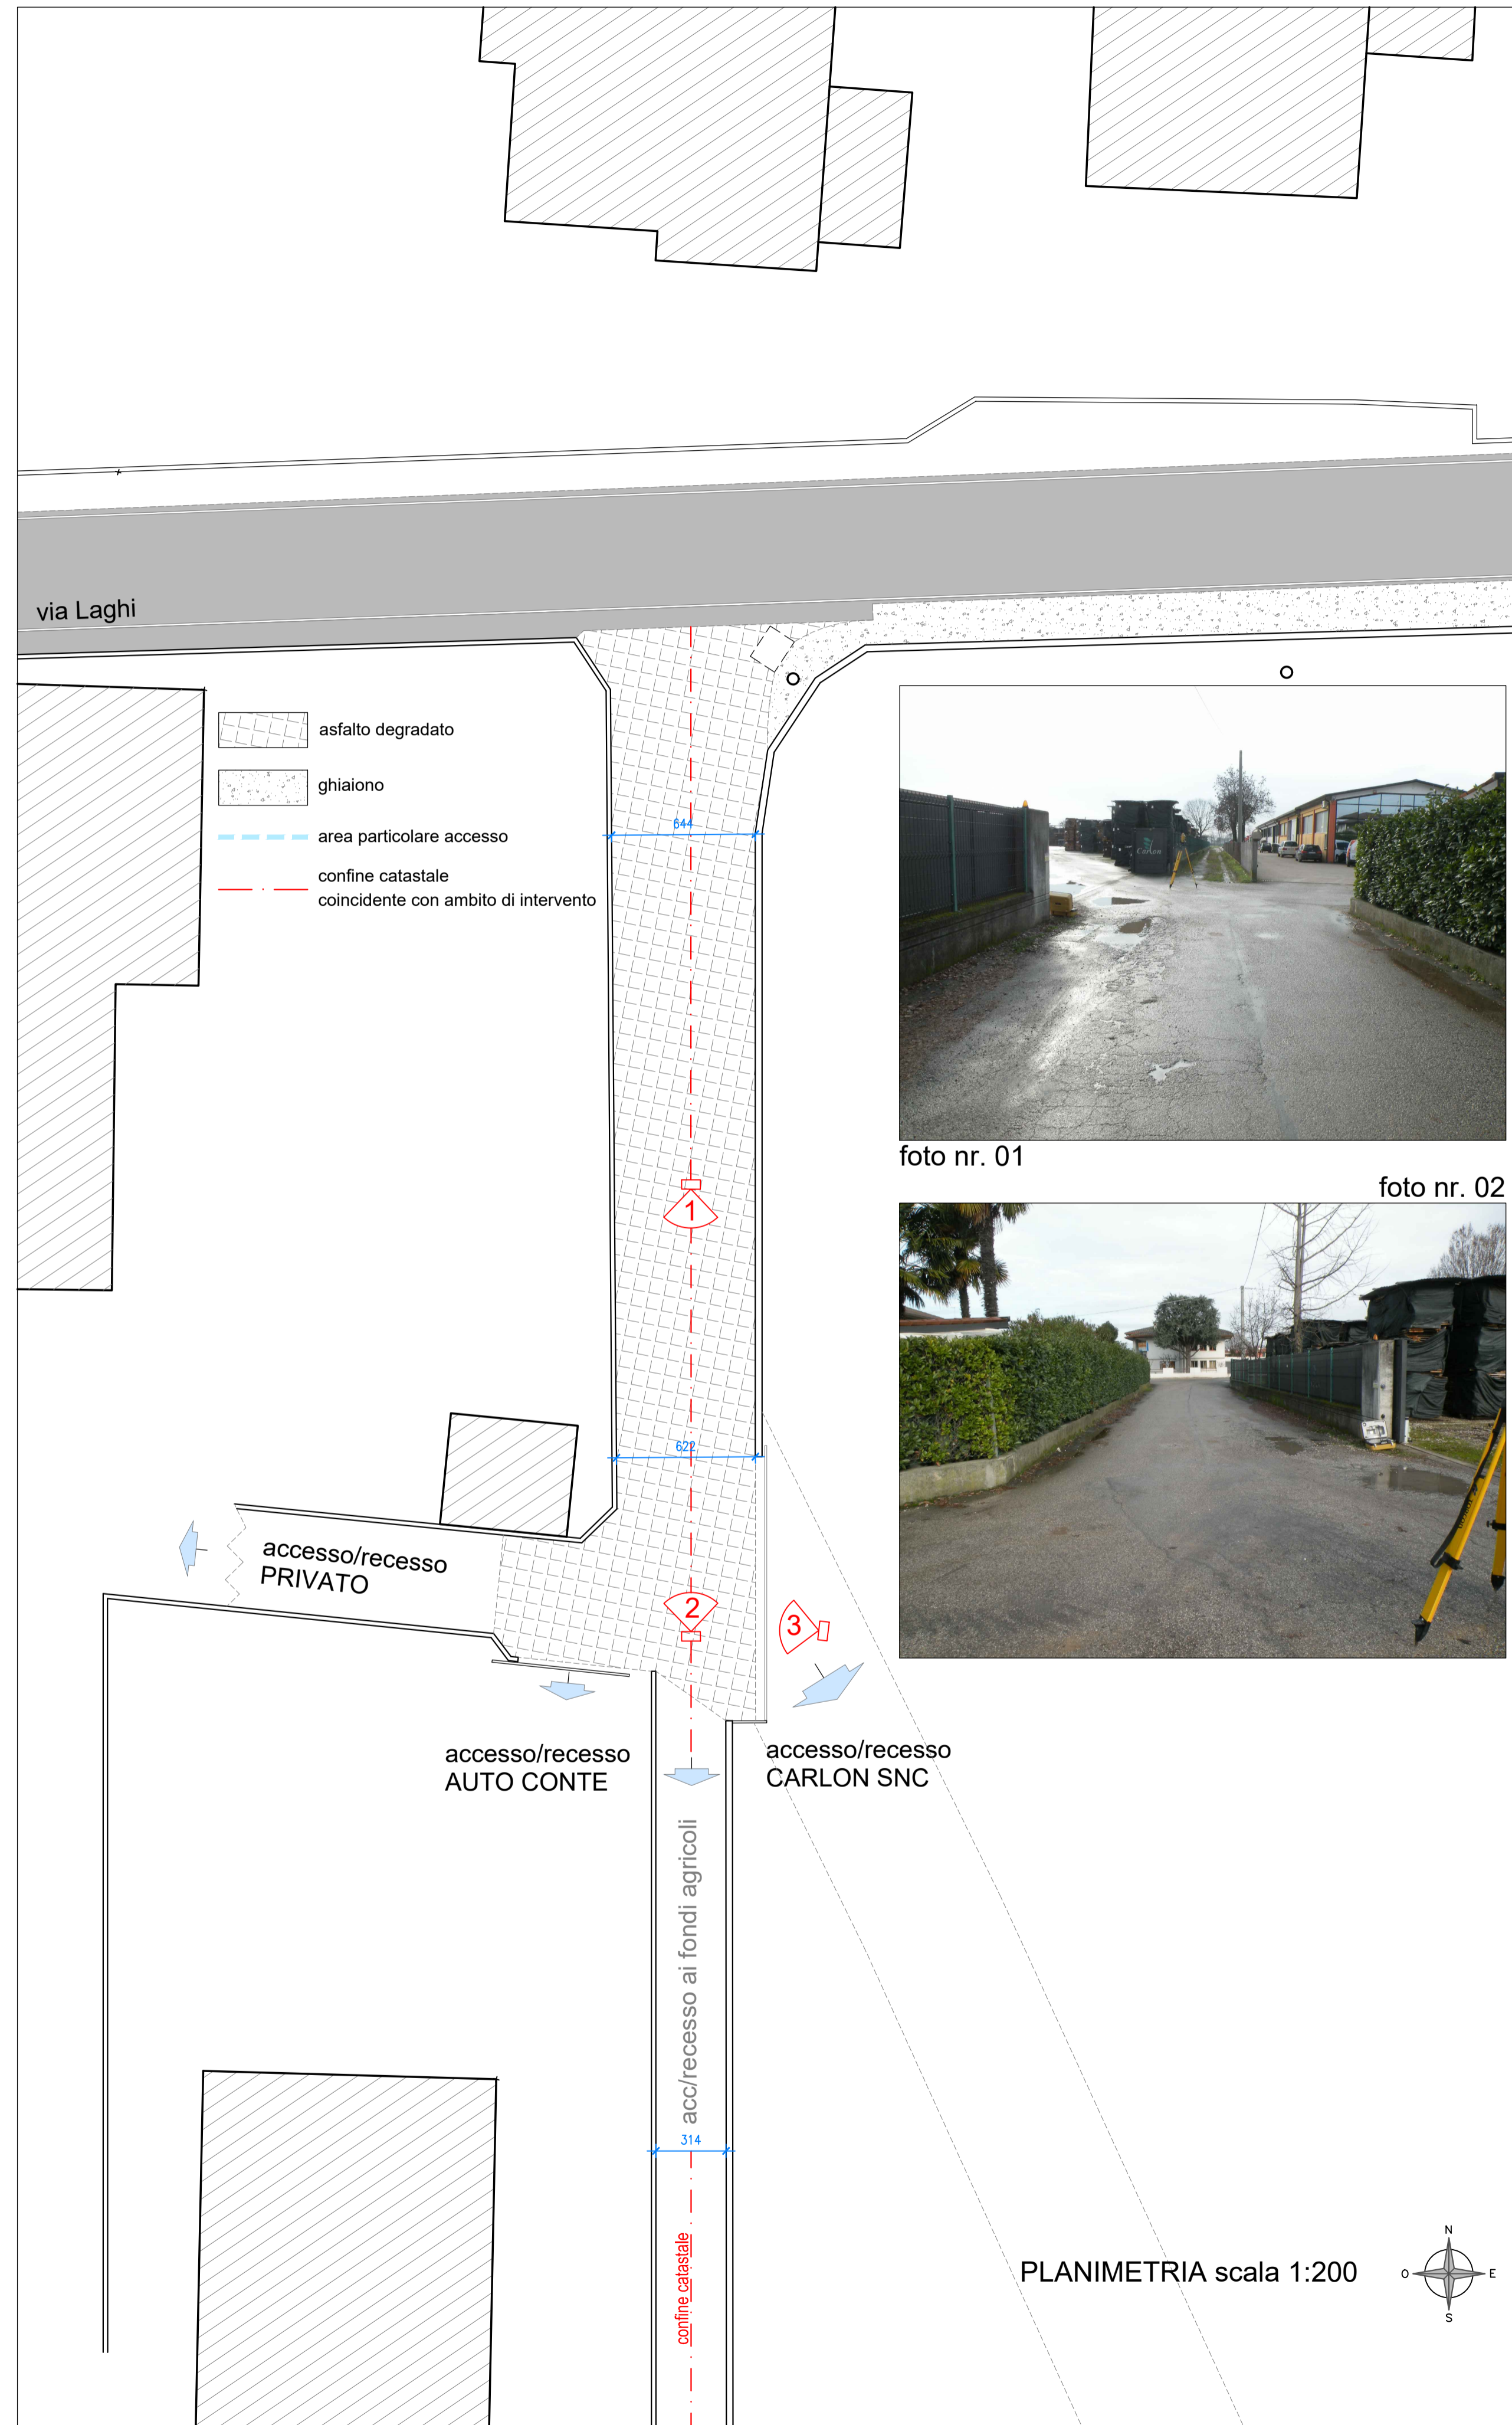 via Laghi
asfalto degradato
ghiaiono
area particolare accesso
confine catastale
coincidente con ambito di intervento
644
Carlon
foto nr. 01
1
foto nr. 02
622
accesso/recesso
PRIVATO
2
3
accesso/recesso
AUTO CONTE
accesso/recesso
CARLON SNC
acc/recesso ai fondi agricoli
314
confine catastale
PLANIMETRIA scala 1:200
N
O
E
S